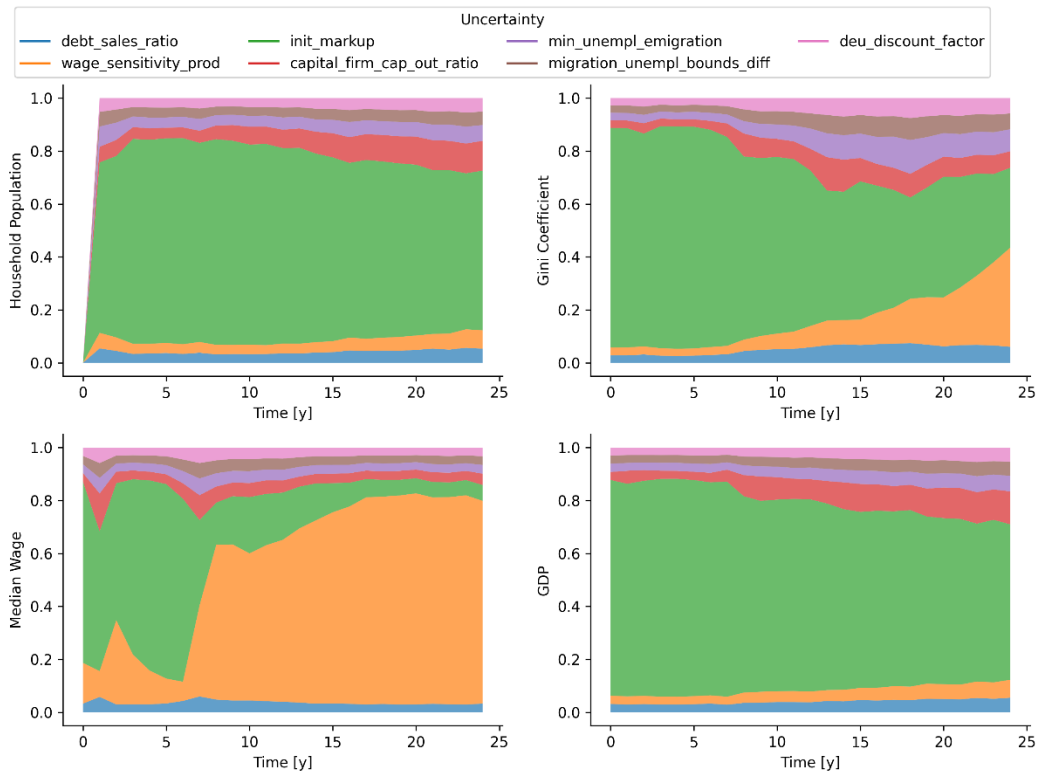 Uncertainty
debt_sales_ratio init_markup min_unempl_emigration deu_discount_factor
wage_sensitivity_prod capital_firm_cap_out_ratio migration_unempl_bounds_diff
1.0
0.8
0.6
0.4
0.2
0.0
Household Population
0 5 10 15 20 25
Time [y]
1.0
0.8
0.6
0.4
0.2
0.0
Gini Coefficient
0 5 10 15 20 25
Time [y]
1.0
0.8
0.6
0.4
0.2
0.0
Median Wage
0 5 10 15 20 25
Time [y]
1.0
0.8
0.6
0.4
0.2
0.0
GDP
0 5 10 15 20 25
Time [y]